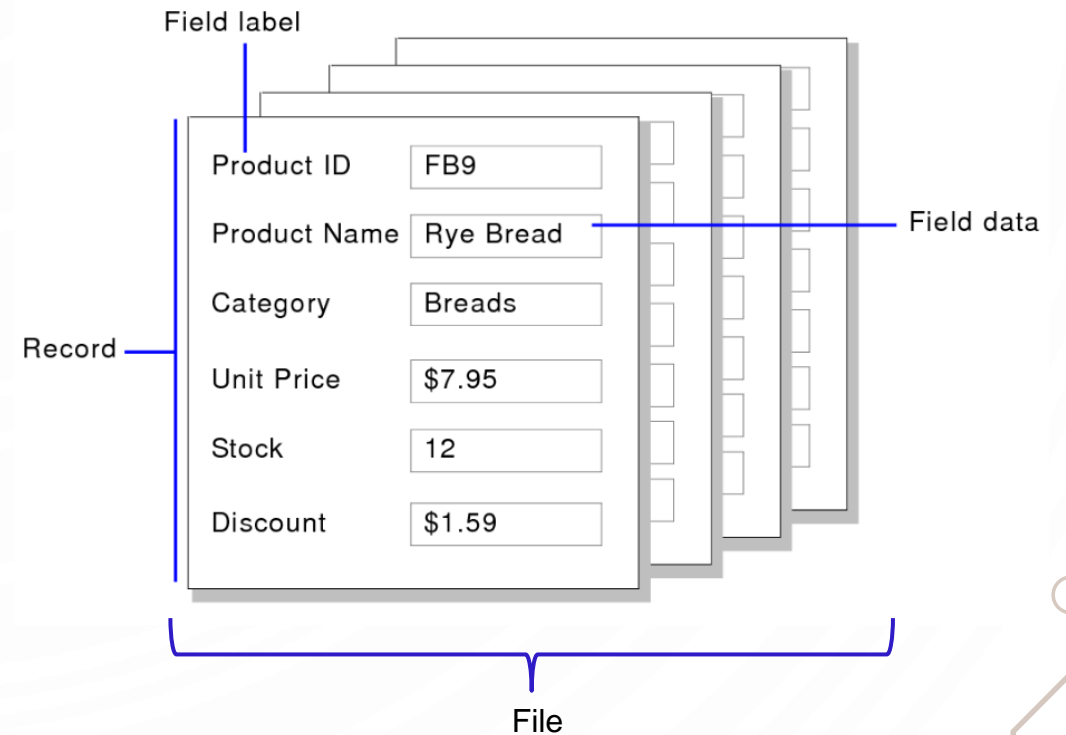 Field label
Product ID FB9
Product Name Rye Bread
Field data
Category Breads
Record
Unit Price $7.95
Stock 12
Discount $1.59
File